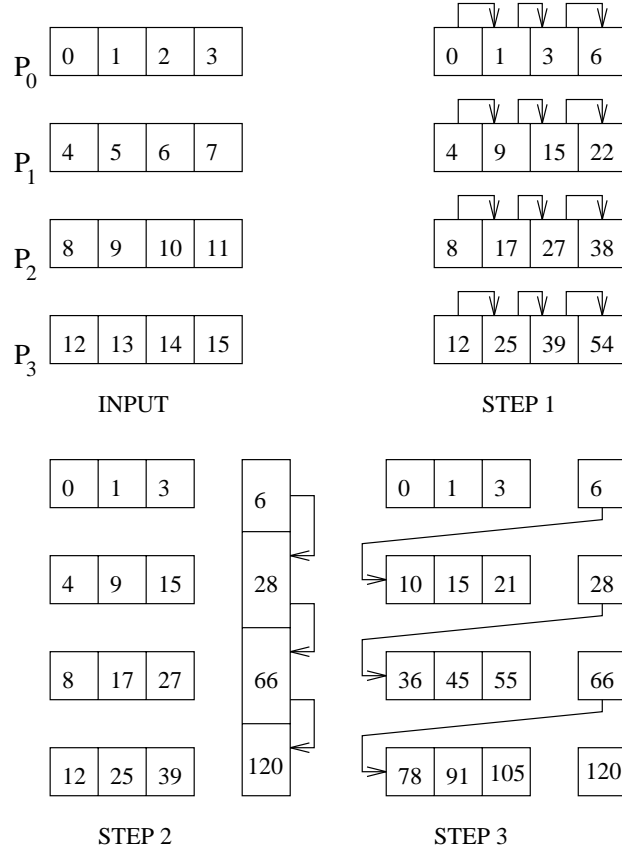 P0 0 1 2 3 0 1 3 6
P1 4 5 6 7 4 9 15 22
P2 8 9 10 11 8 17 27 38
P3 12 13 14 15 12 25 39 54
INPUT STEP 1
0 1 3 6 0 1 3 6
4 9 15 28 10 15 21 28
8 17 27 66 36 45 55 66
12 25 39 120 78 91 105 120
STEP 2 STEP 3